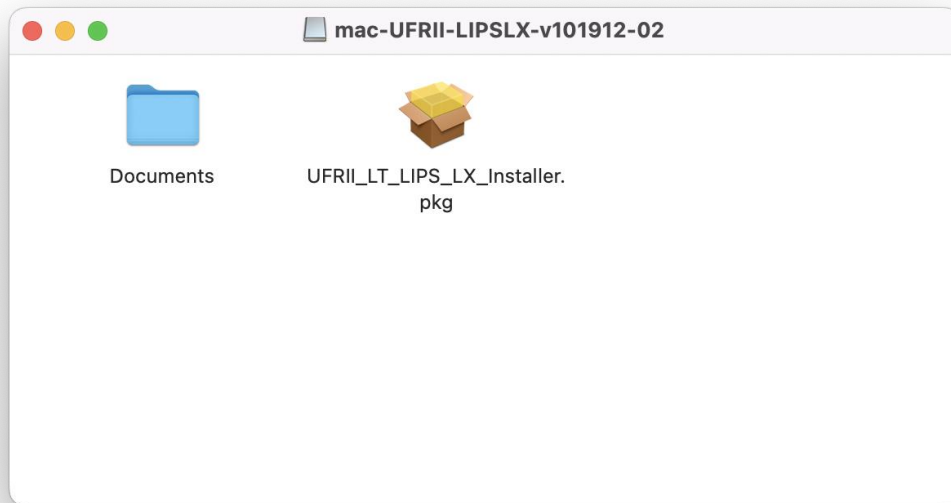 mac-UFRII-LIPSLX-v101912-02
Documents
UFRII_LT_LIPS_LX_Installer.
pkg